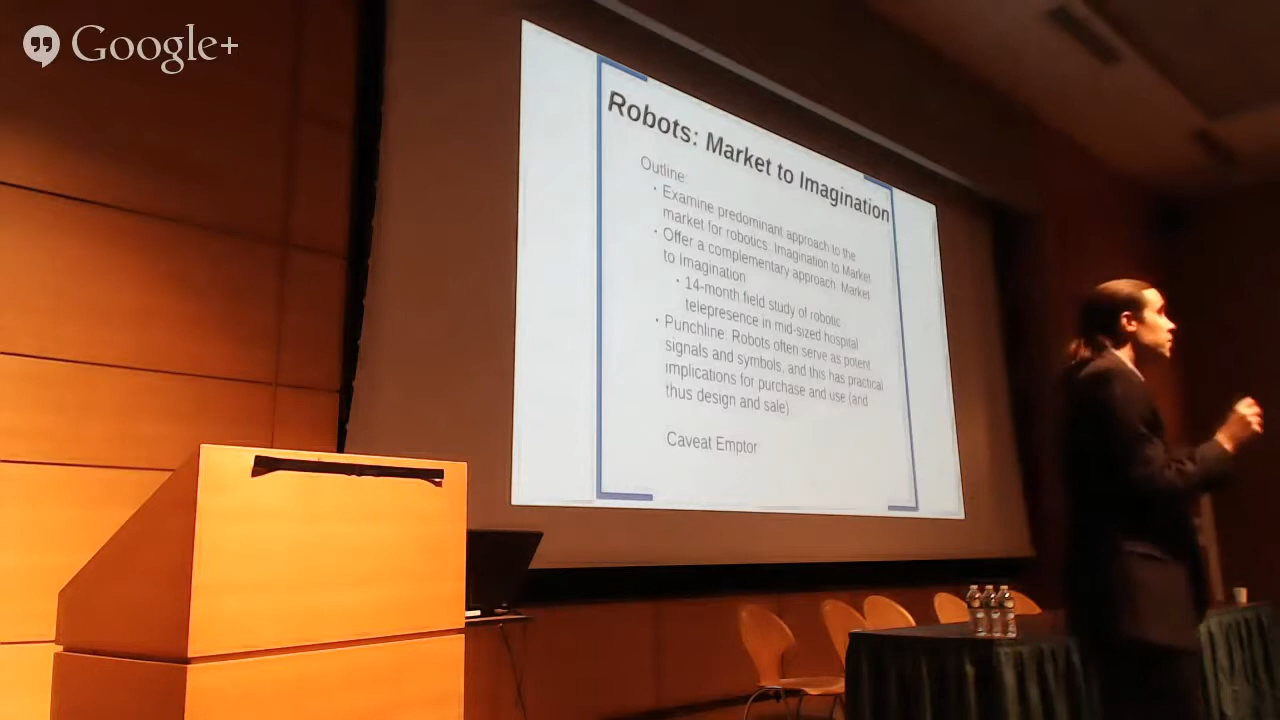 Google+
Robots: Market to Imagination
Outline:
· Examine predominant approach to the
market for robotics: Imagination to Market
· Offer a complementary approach: Market
to Imagination
· 14-month field study of robotic
telepresence in mid-sized hospital
· Punchline: Robots often serve as potent
signals and symbols, and this has practical
implications for purchase and use (and
thus design and sale)
Caveat Emptor